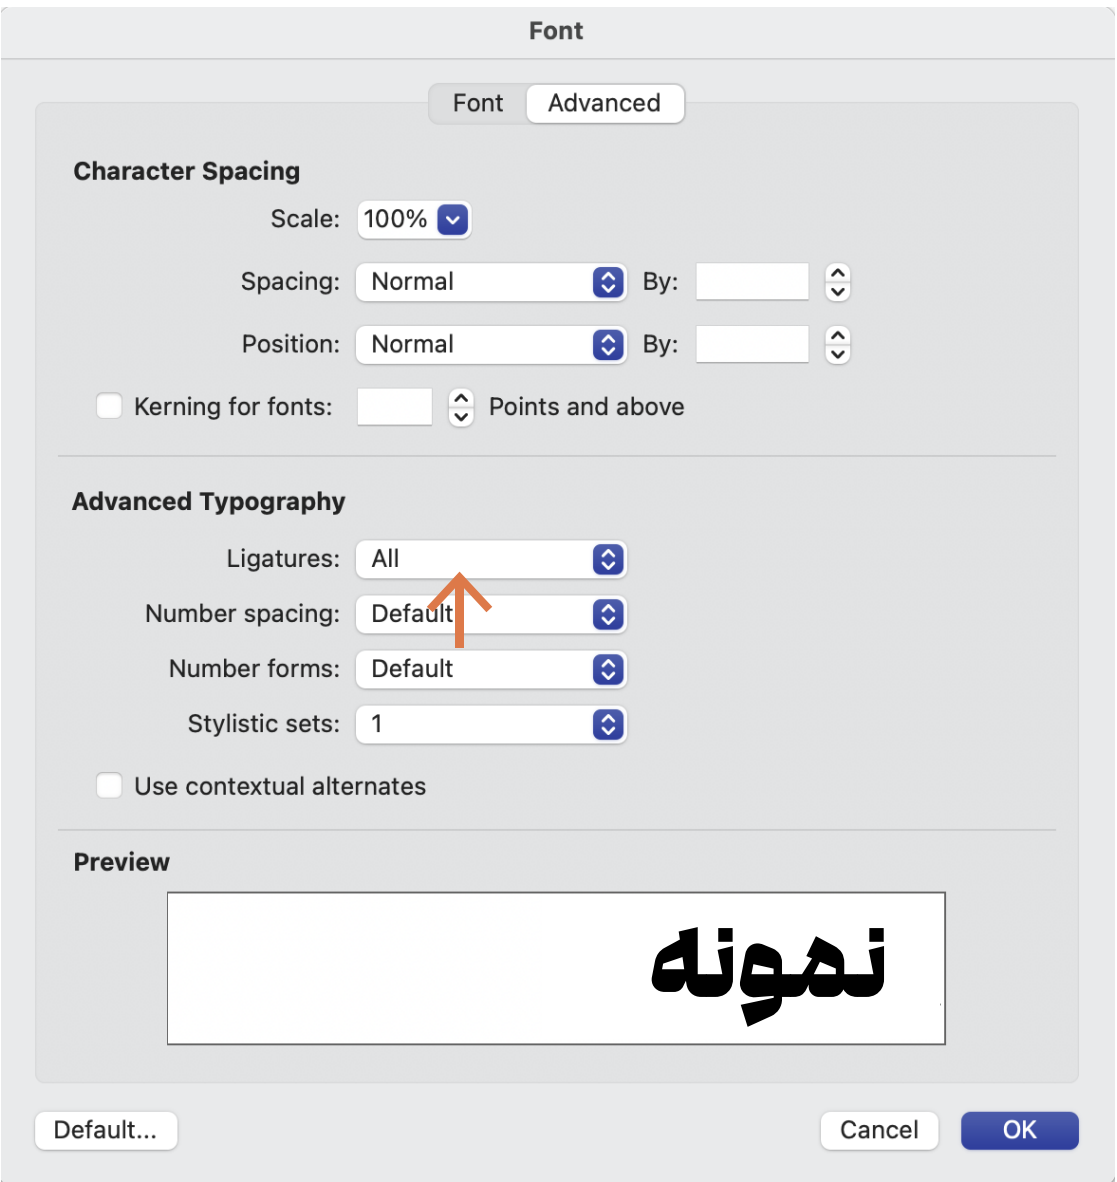 Font
Font Advanced
Character Spacing
Scale: 100%
Spacing: Normal By:
Position: Normal By:
Kerning for fonts: Points and above
Advanced Typography
Ligatures: All
Number spacing: Default
Number forms: Default
Stylistic sets: 1
Use contextual alternates
Preview
نمونه
Default... Cancel OK